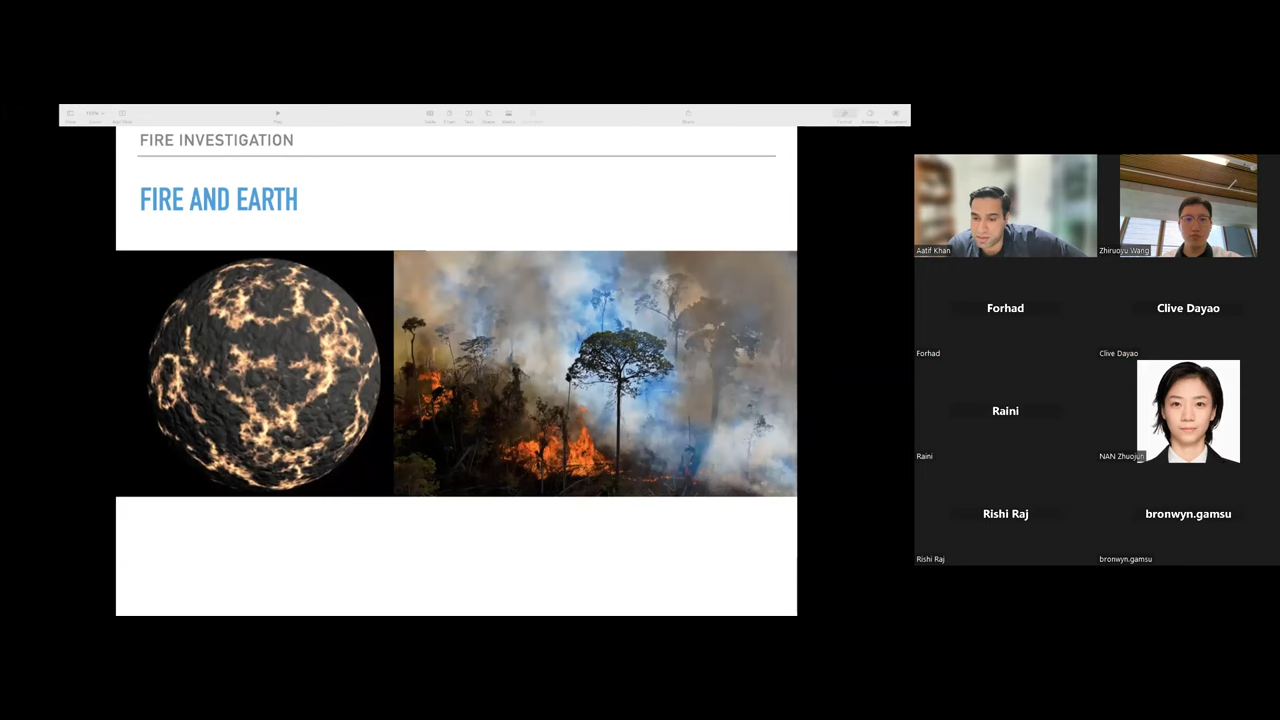 FIRE INVESTIGATION
FIRE AND EARTH
Aatif Khan
Zhiruoyu Wang
Forhad
Clive Dayao
Forhad
Clive Dayao
Raini
Raini
NAN Zhuojun
Rishi Raj
bronwyn.gamsu
Rishi Raj
bronwyn.gamsu